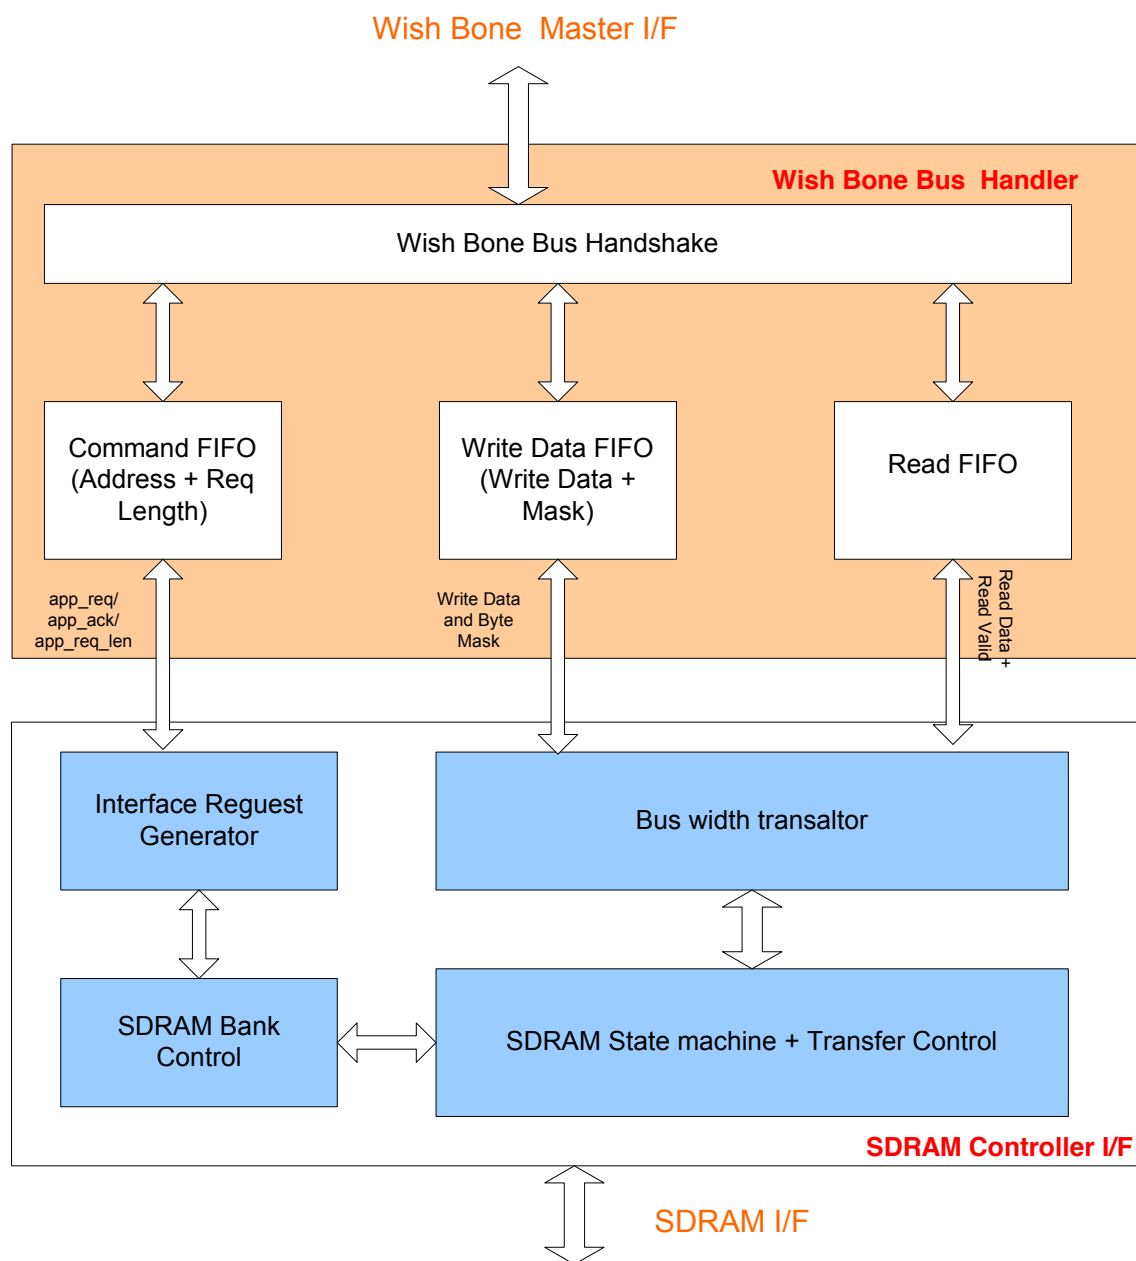 Wish Bone  Master I/F
Wish Bone Bus  Handler
Wish Bone Bus Handshake
Command FIFO
(Address + Req
Length)
Write Data FIFO
(Write Data +
Mask)
Read FIFO
app_req/
app_ack/
app_req_len
Write Data
and Byte
Mask
Read Data +
Read Valid
Interface Reguest
Generator
Bus width transaltor
SDRAM Bank
Control
SDRAM State machine + Transfer Control
SDRAM Controller I/F
SDRAM I/F